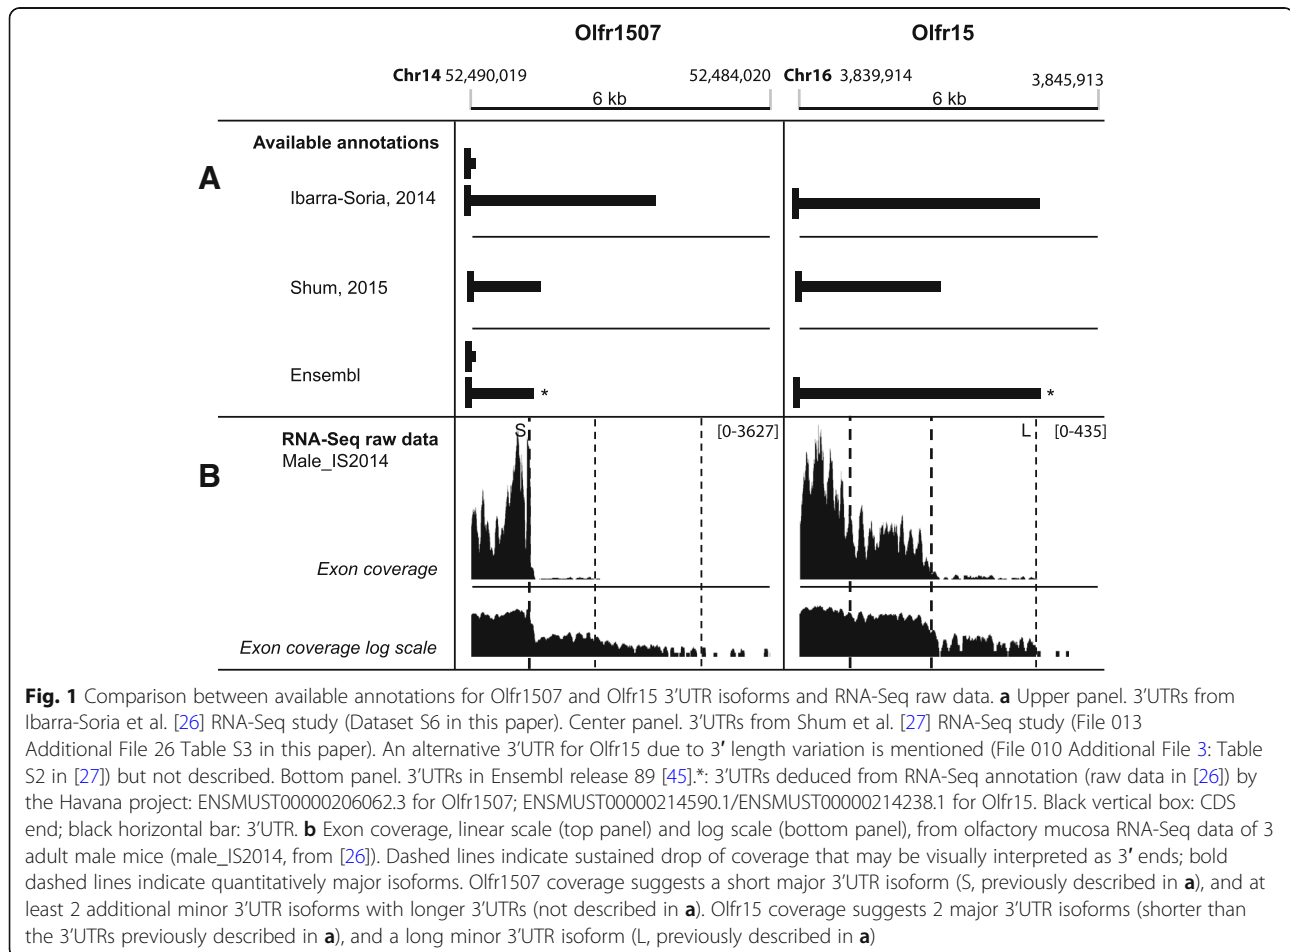 Olfr1507 Olfr15
Chr14 52,490,019 52,484,020 Chr16 3,839,914 3,845,913
6 kb 6 kb
Available annotations
A
Ibarra-Soria, 2014
Shum, 2015
Ensembl
* *
RNA-Seq raw data S [0-3627] L [0-435]
Male_IS2014
B
Exon coverage
Exon coverage log scale
Fig. 1 Comparison between available annotations for Olfr1507 and Olfr15 3’UTR isoforms and RNA-Seq raw data. a Upper panel. 3’UTRs from
Ibarra-Soria et al. [26] RNA-Seq study (Dataset S6 in this paper). Center panel. 3’UTRs from Shum et al. [27] RNA-Seq study (File 013
Additional File 26 Table S3 in this paper). An alternative 3’UTR for Olfr15 due to 3′ length variation is mentioned (File 010 Additional File 3: Table
S2 in [27]) but not described. Bottom panel. 3’UTRs in Ensembl release 89 [45].*: 3’UTRs deduced from RNA-Seq annotation (raw data in [26]) by
the Havana project: ENSMUST00000206062.3 for Olfr1507; ENSMUST00000214590.1/ENSMUST00000214238.1 for Olfr15. Black vertical box: CDS
end; black horizontal bar: 3’UTR. b Exon coverage, linear scale (top panel) and log scale (bottom panel), from olfactory mucosa RNA-Seq data of 3
adult male mice (male_IS2014, from [26]). Dashed lines indicate sustained drop of coverage that may be visually interpreted as 3′ ends; bold
dashed lines indicate quantitatively major isoforms. Olfr1507 coverage suggests a short major 3’UTR isoform (S, previously described in a), and at
least 2 additional minor 3’UTR isoforms with longer 3’UTRs (not described in a). Olfr15 coverage suggests 2 major 3’UTR isoforms (shorter than
the 3’UTRs previously described in a), and a long minor 3’UTR isoform (L, previously described in a)